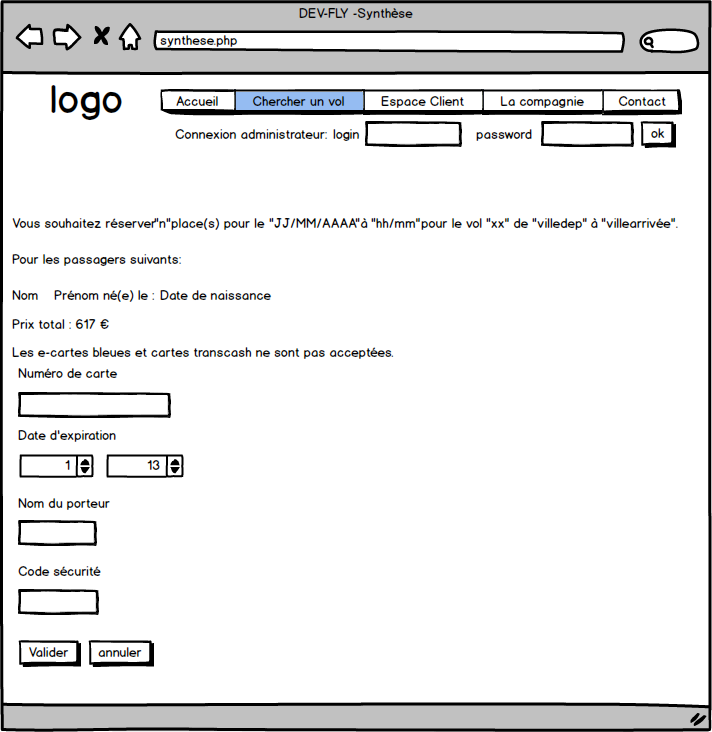 DEV-FLY -Synthèse
synthese.php
logo
Accueil Chercher un vol Espace Client La compagnie Contact
Connexion administrateur: login password ok
Vous souhaitez réserver"n"place(s) pour le "JJ/MM/AAAA"à "hh/mm"pour le vol "xx" de "villedep" à "villearrivée".
Pour les passagers suivants:
Nom Prénom né(e) le : Date de naissance
Prix total : 617 €
Les e-cartes bleues et cartes transcash ne sont pas acceptées.
Numéro de carte
Date d'expiration
1 13
Nom du porteur
Code sécurité
Valider annuler